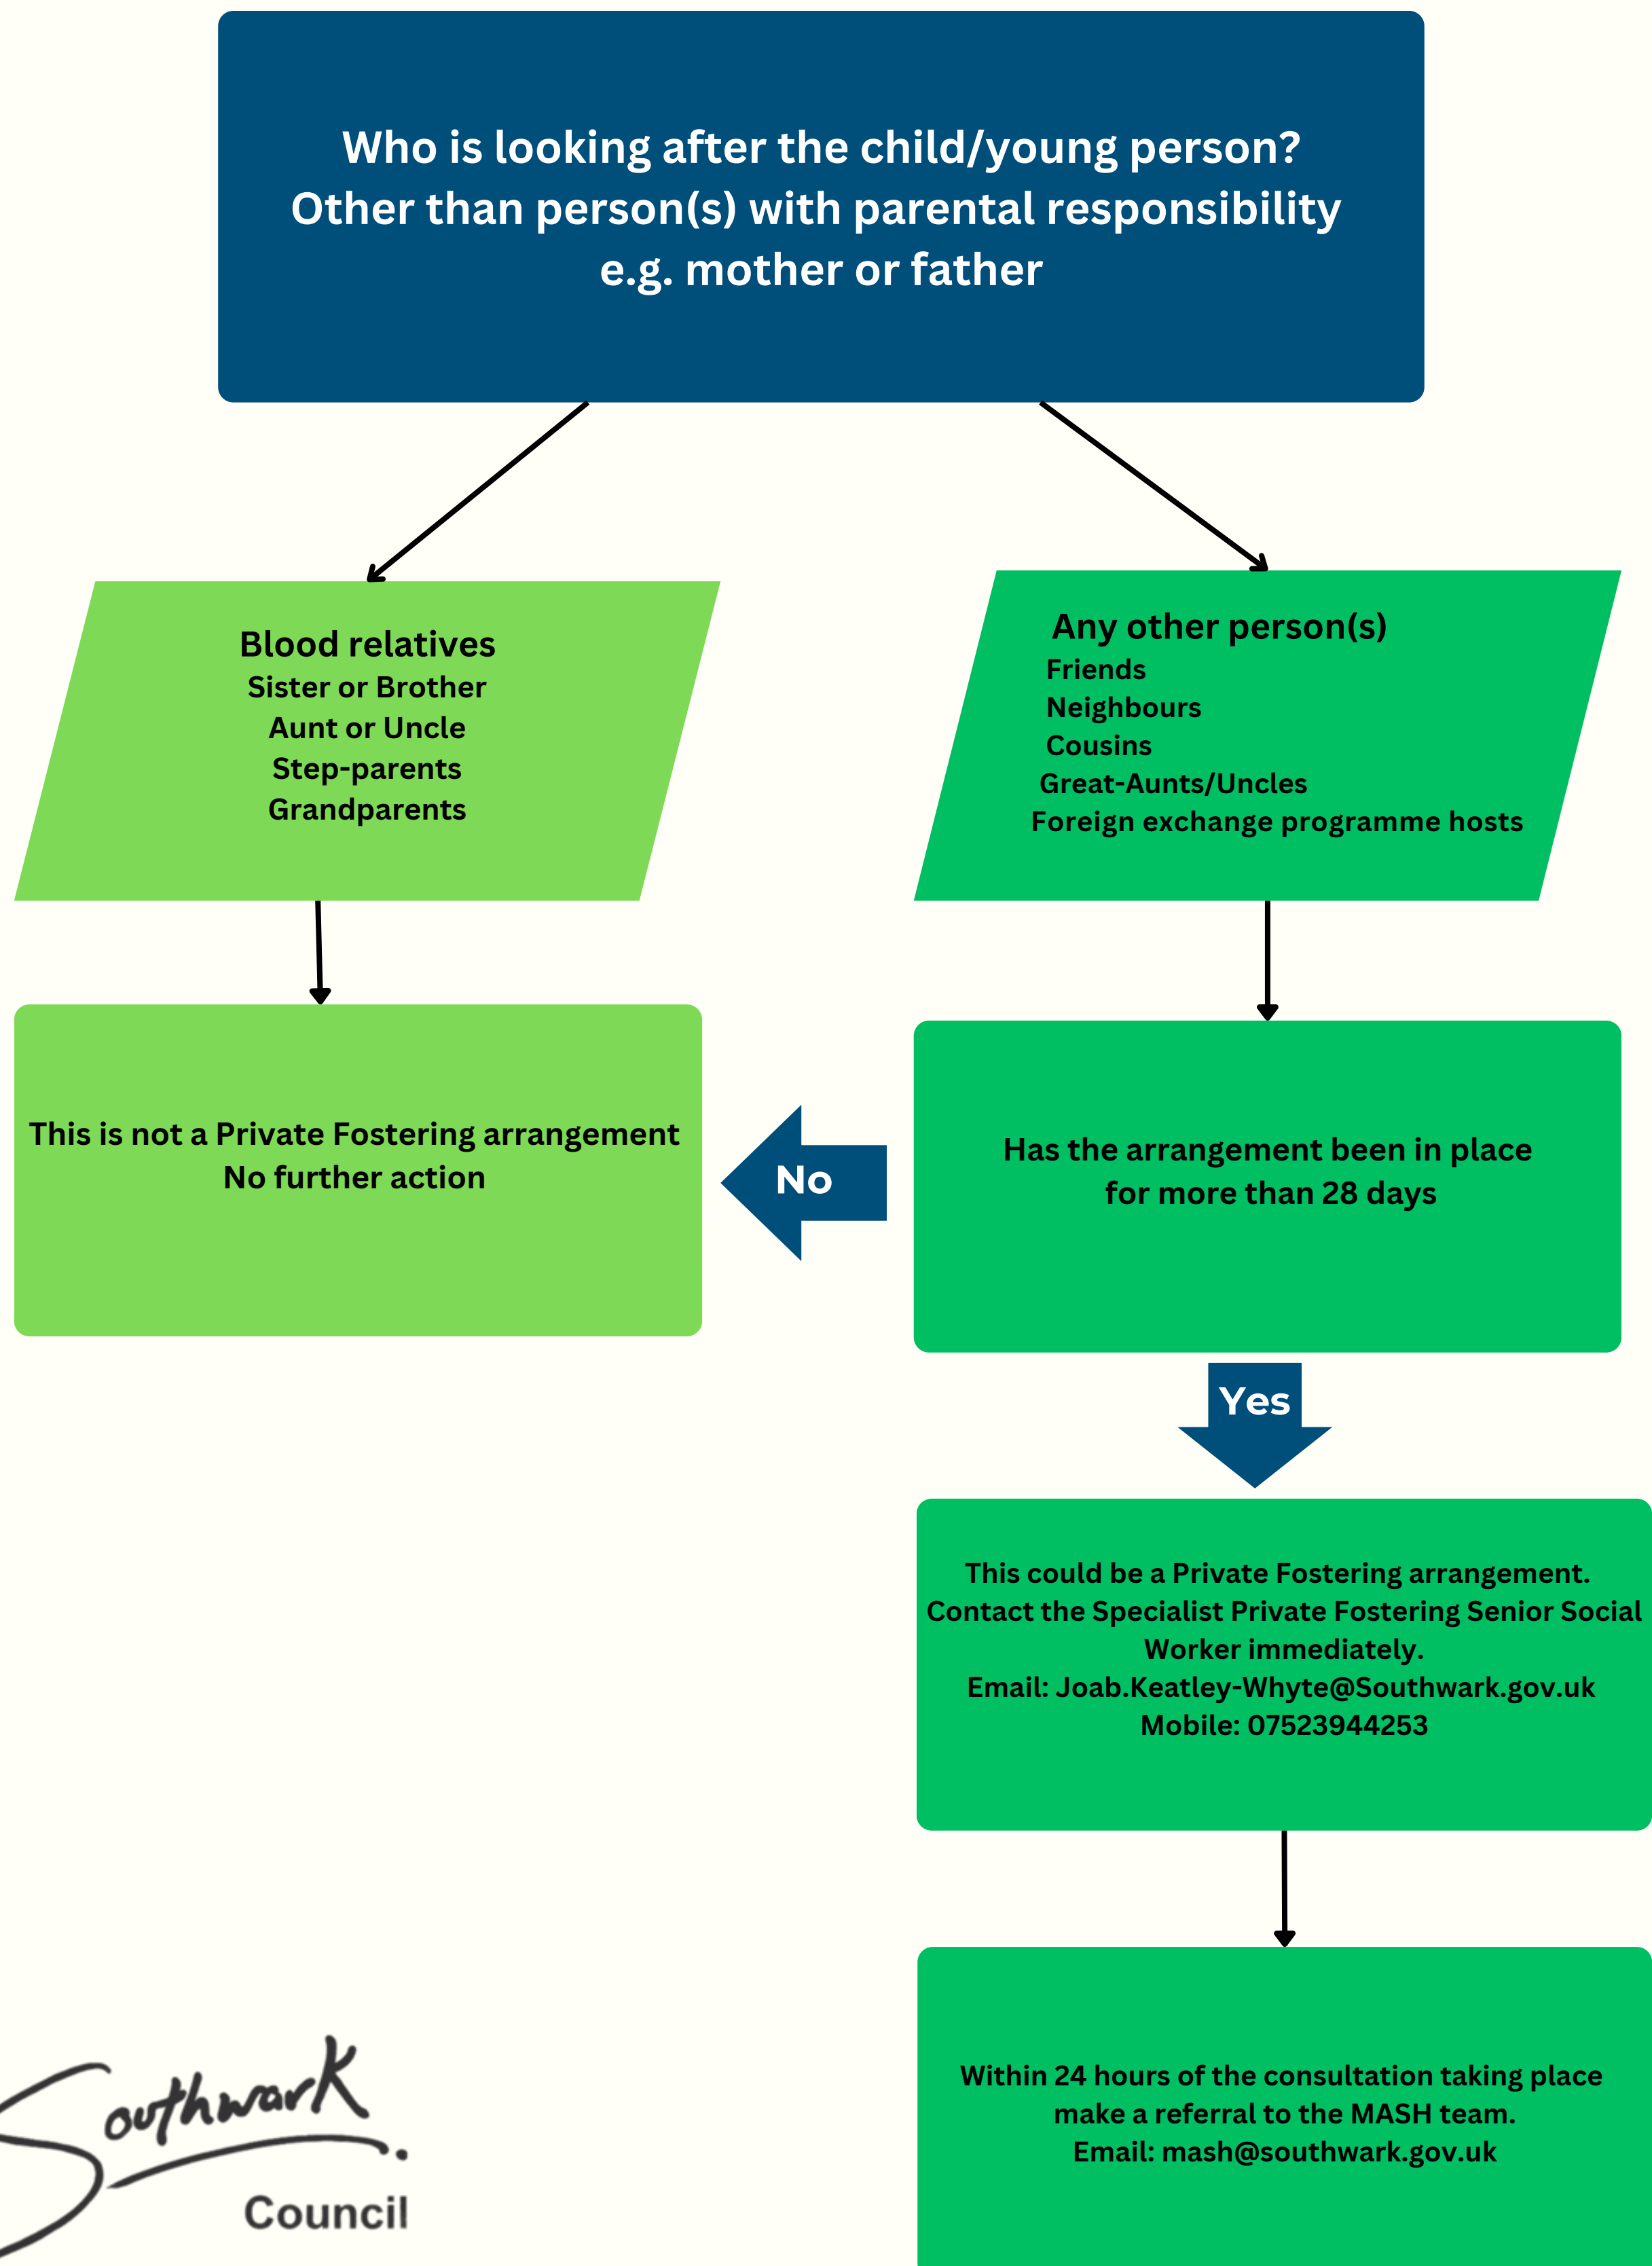 Who is looking after the child/young person?
Other than person(s) with parental responsibility
e.g. mother or father
Blood relatives
Sister or Brother
Aunt or Uncle
Step-parents
Grandparents
Any other person(s)
Friends
Neighbours
Cousins
Great-Aunts/Uncles
Foreign exchange programme hosts
This is not a Private Fostering arrangement
No further action
No
Has the arrangement been in place
for more than 28 days
Yes
This could be a Private Fostering arrangement.
Contact the Specialist Private Fostering Senior Social
Worker immediately.
Email: Joab.Keatley-Whyte@Southwark.gov.uk
Mobile: 07523944253
Within 24 hours of the consultation taking place
make a referral to the MASH team.
Email: mash@southwark.gov.uk
Southwark
Council